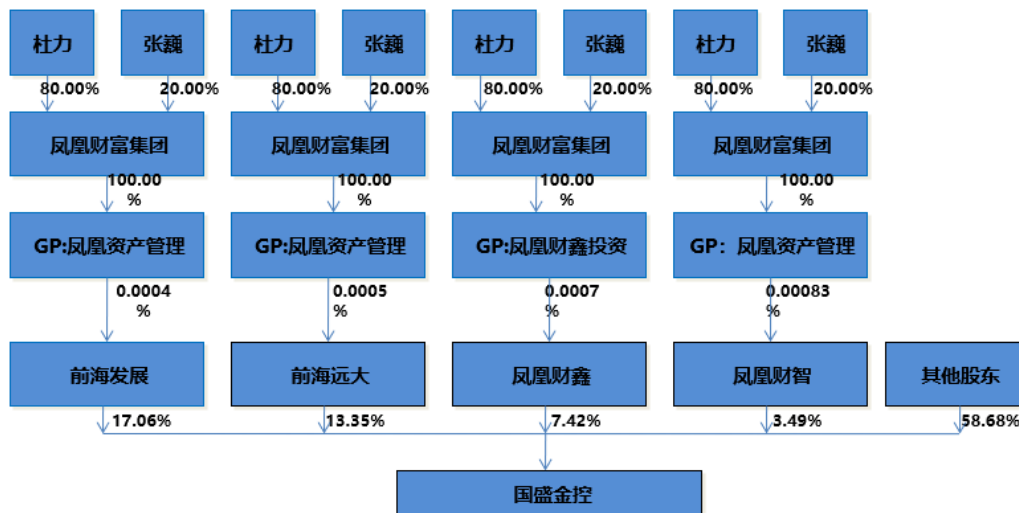 杜力
张巍
杜力
张巍
杜力
张巍
杜力
张巍
80.00%
20.00%
80.00%
20.00%
80.00%
20.00%
80.00%
20.00%
凤凰财富集团
凤凰财富集团
凤凰财富集团
凤凰财富集团
100.00
%
100.00
%
100.00
%
100.00
%
GP:凤凰资产管理
GP:凤凰资产管理
GP:凤凰财鑫投资
GP：凤凰资产管理
0.0004
%
0.0005
%
0.0007
%
0.00083
%
前海发展
前海远大
凤凰财鑫
凤凰财智
其他股东
17.06%
13.35%
7.42%
3.49%
58.68%
国盛金控